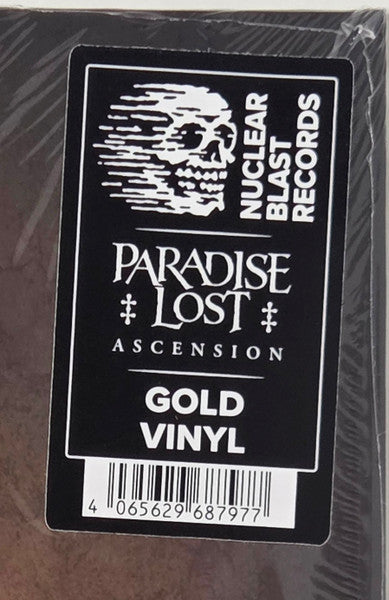 NUCLEAR
BLAST
RECORDS
PARADISE
‡ LOST ‡
ASCENSION
GOLD
VINYL
4 065629 687977